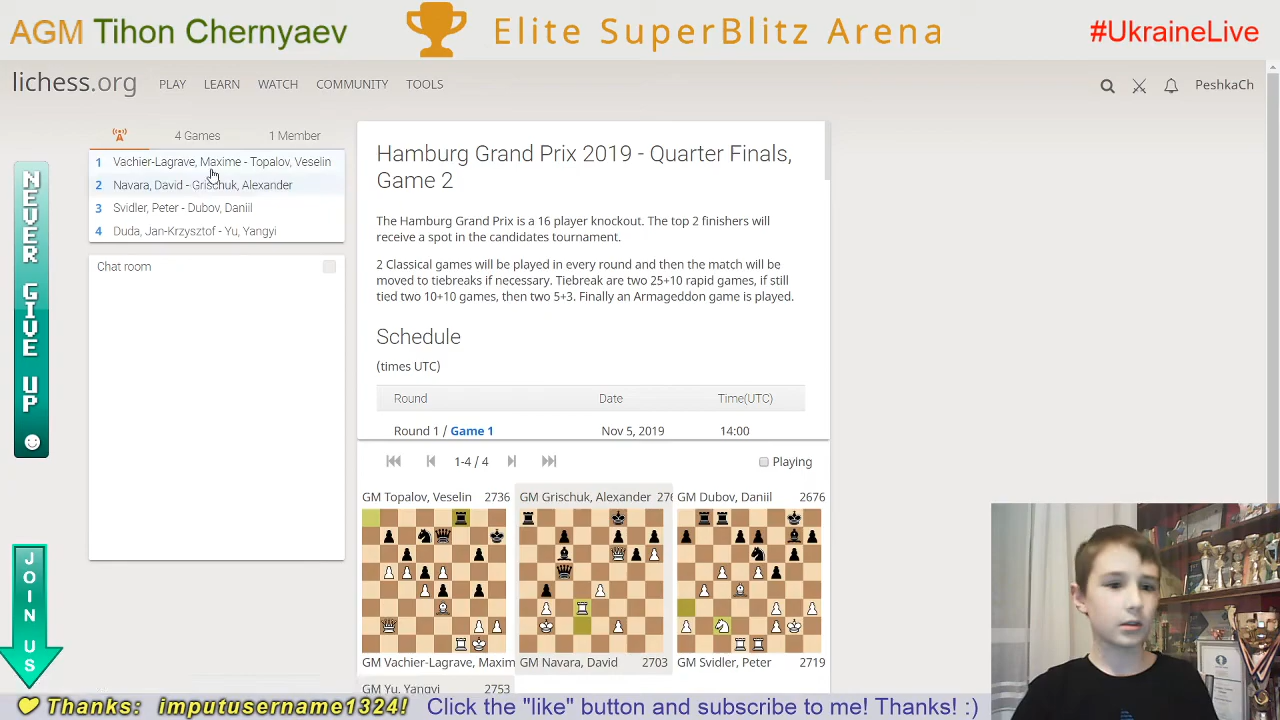 AGM Tihon Chernyaev
Elite SuperBlitz Arena
#UkraineLive
lichess.org
PLAY
LEARN
WATCH
COMMUNITY
TOOLS
PeshkaCh
4 Games
1 Member
1 Vachier-Lagrave, Maxime - Topalov, Veselin
2 Navara, David - Grischuk, Alexander
3 Svidler, Peter - Dubov, Daniil
4 Duda, Jan-Krzysztof - Yu, Yangyi
Chat room
NEVER GIVE UP
JOIN US
Hamburg Grand Prix 2019 - Quarter Finals,
Game 2
The Hamburg Grand Prix is a 16 player knockout. The top 2 finishers will
receive a spot in the candidates tournament.
2 Classical games will be played in every round and then the match will be
moved to tiebreaks if necessary. Tiebreak are two 25+10 rapid games, if still
tied two 10+10 games, then two 5+3. Finally an Armageddon game is played.
Schedule
(times UTC)
Round Date Time(UTC)
Round 1 / Game 1 Nov 5, 2019 14:00
1-4 / 4
Playing
GM Topalov, Veselin 2736
GM Grischuk, Alexander 276
GM Dubov, Daniil 2676
GM Vachier-Lagrave, Maxim
GM Navara, David 2703
GM Svidler, Peter 2719
GM Yu, Yangyi 2753
Thanks: imputusername1324!
Click the "like" button and subscribe to me! Thanks! :)